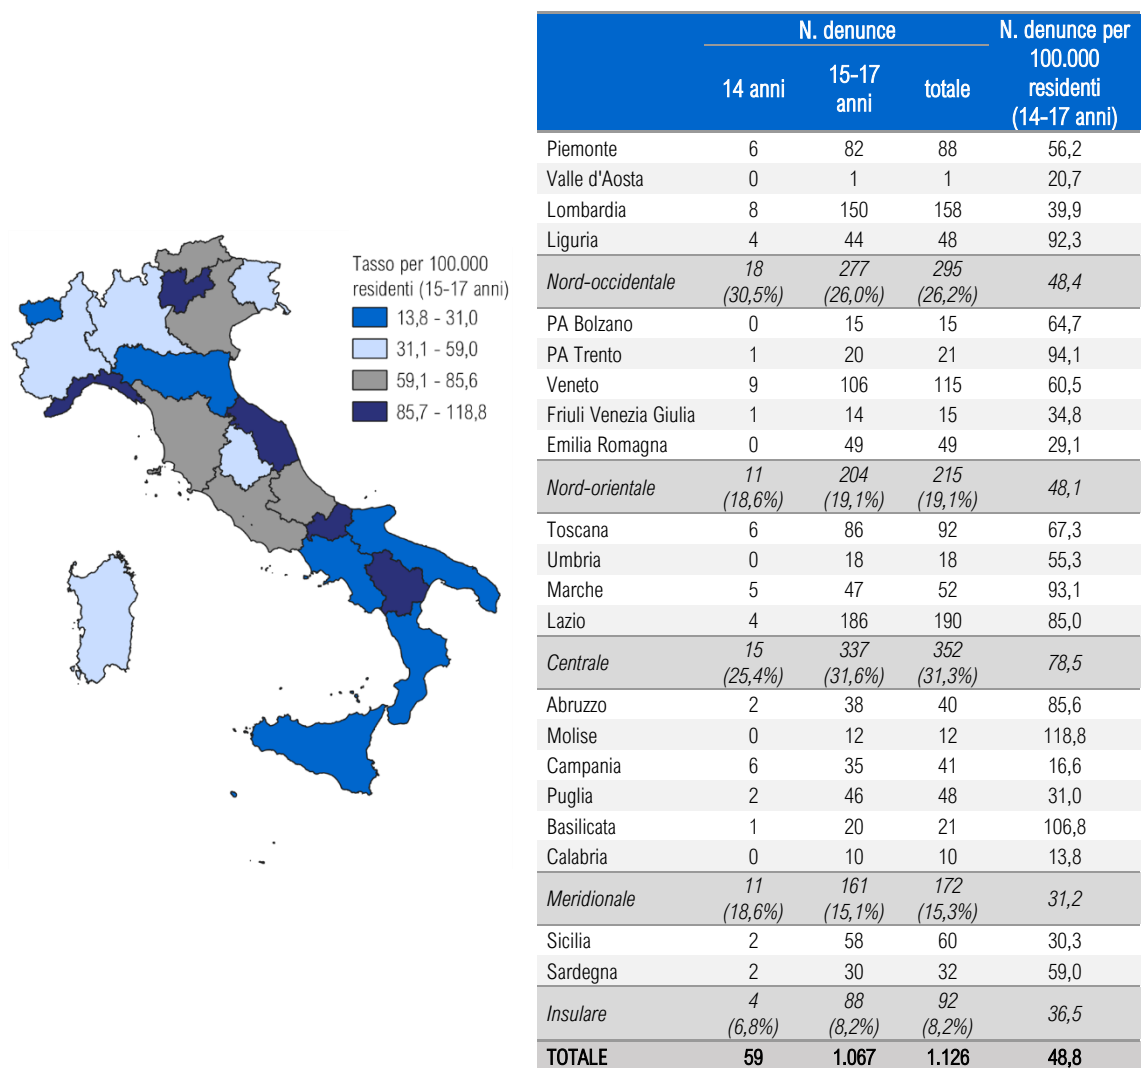 Tasso per 100.000
residenti (15-17 anni)
13,8 - 31,0
31,1 - 59,0
59,1 - 85,6
85,7 - 118,8
N. denunce
N. denunce per
100.000
residenti
(14-17 anni)
14 anni
15-17
anni
totale
Piemonte 6 82 88 56,2
Valle d'Aosta 0 1 1 20,7
Lombardia 8 150 158 39,9
Liguria 4 44 48 92,3
Nord-occidentale 18 277 295 48,4
(30,5%) (26,0%) (26,2%)
PA Bolzano 0 15 15 64,7
PA Trento 1 20 21 94,1
Veneto 9 106 115 60,5
Friuli Venezia Giulia 1 14 15 34,8
Emilia Romagna 0 49 49 29,1
Nord-orientale 11 204 215 48,1
(18,6%) (19,1%) (19,1%)
Toscana 6 86 92 67,3
Umbria 0 18 18 55,3
Marche 5 47 52 93,1
Lazio 4 186 190 85,0
Centrale 15 337 352 78,5
(25,4%) (31,6%) (31,3%)
Abruzzo 2 38 40 85,6
Molise 0 12 12 118,8
Campania 6 35 41 16,6
Puglia 2 46 48 31,0
Basilicata 1 20 21 106,8
Calabria 0 10 10 13,8
Meridionale 11 161 172 31,2
(18,6%) (15,1%) (15,3%)
Sicilia 2 58 60 30,3
Sardegna 2 30 32 59,0
Insulare 4 88 92 36,5
(6,8%) (8,2%) (8,2%)
TOTALE 59 1.067 1.126 48,8